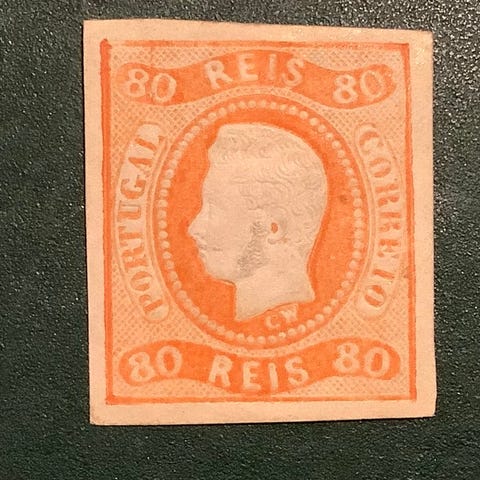 80 REIS 80
PORTUGAL
CORREIO
CW
80 REIS 80